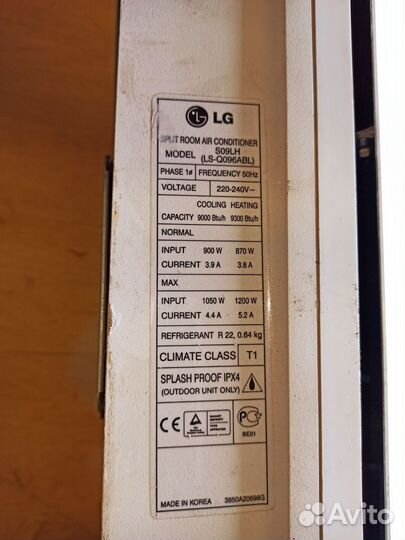 LG
SPLIT ROOM AIR CONDITIONER
MODEL S09LH
(LS-Q096ABL)
PHASE 1ø FREQUENCY 50Hz
VOLTAGE 220-240V~
COOLING HEATING
CAPACITY 9000 Btu/h 9300 Btu/h
NORMAL
INPUT 900 W 870 W
CURRENT 3.9 A 3.8 A
MAX
INPUT 1050 W 1200 W
CURRENT 4.4 A 5.2 A
REFRIGERANT R 22, 0.64 kg
CLIMATE CLASS T1
SPLASH PROOF IPX4
(OUTDOOR UNIT ONLY)
CE
BE01
MADE IN KOREA 3850A20698G
Avito